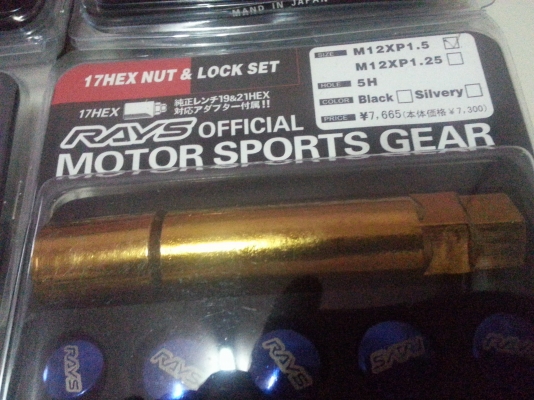 MADE IN JAPAN
17HEX NUT & LOCK SET
17HEX 純正レンチ19&21HEX
対応アダプター付属!!
RAYS OFFICIAL
MOTOR SPORTS GEAR
SIZE M12XP1.5
M12XP1.25
HOLE 5H
COLOR Black Silvery
PRICE ¥7,665(本体価格¥7,300)
RAYS
RAYS
RAYS
RAYS
RAYS